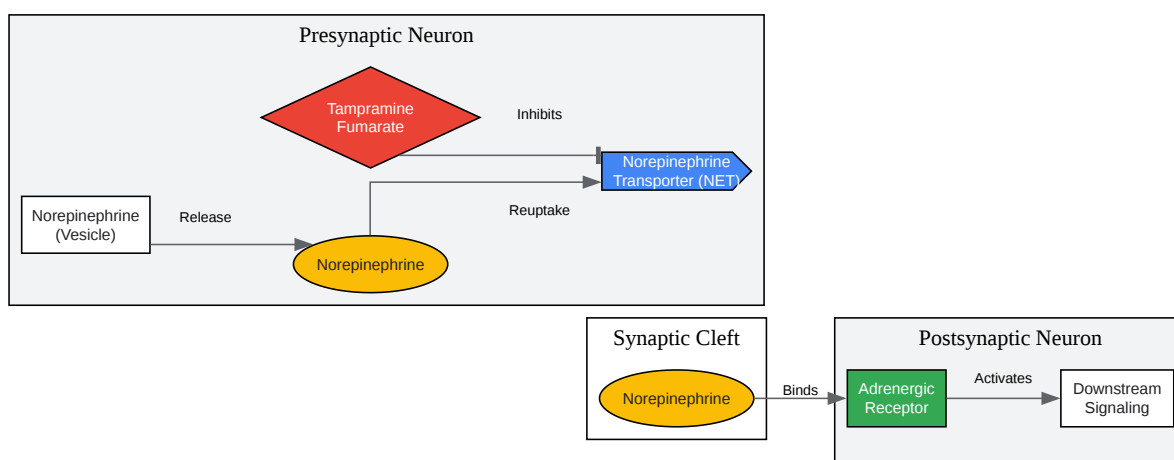 Presynaptic Neuron
Tampramine
Fumarate
Inhibits
Norepinephrine
Transporter (NET)
Reuptake
Norepinephrine
(Vesicle)
Release
Norepinephrine
Synaptic Cleft
Norepinephrine
Binds
Postsynaptic Neuron
Adrenergic
Receptor
Activates
Downstream
Signaling